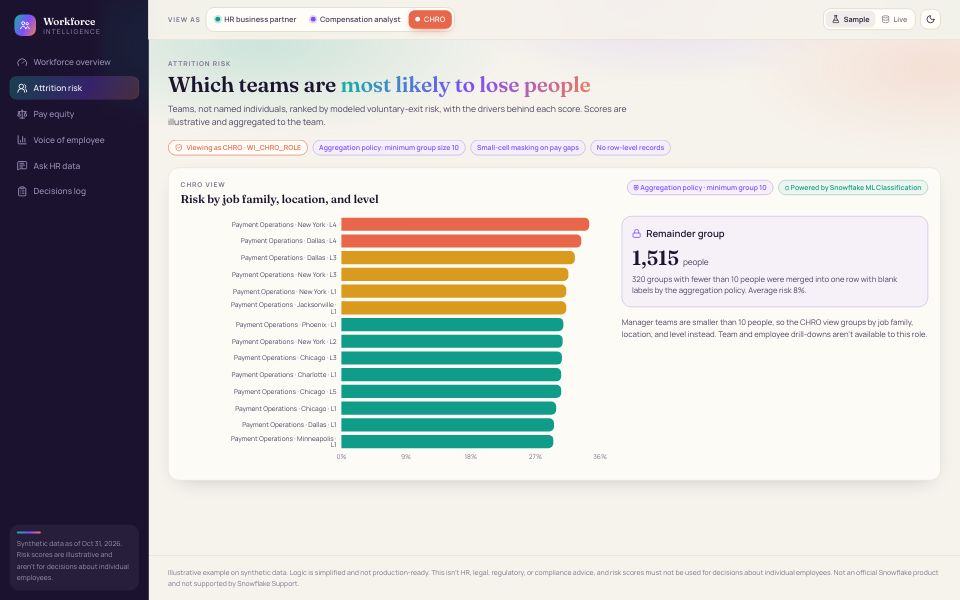 Workforce
INTELLIGENCE
Workforce overview
Attrition risk
Pay equity
Voice of employee
Ask HR data
Decisions log
Synthetic data as of Oct 31, 2026.
Risk scores are illustrative and
aren't for decisions about individual
employees.
VIEW AS
HR business partner
Compensation analyst
CHRO
Sample
Live
ATTRITION RISK
Which teams are most likely to lose people
Teams, not named individuals, ranked by modeled voluntary-exit risk, with the drivers behind each score. Scores are
illustrative and aggregated to the team.
Viewing as CHRO · WI_CHRO_ROLE
Aggregation policy: minimum group size 10
Small-cell masking on pay gaps
No row-level records
CHRO VIEW
Risk by job family, location, and level
Aggregation policy · minimum group 10
Powered by Snowflake ML Classification
Payment Operations · New York · L4
Payment Operations · Dallas · L4
Payment Operations · Dallas · L3
Payment Operations · New York · L3
Payment Operations · New York · L1
Payment Operations · Jacksonville ·
L1
Payment Operations · Phoenix · L1
Payment Operations · New York · L2
Payment Operations · Chicago · L3
Payment Operations · Charlotte · L1
Payment Operations · Chicago · L5
Payment Operations · Chicago · L1
Payment Operations · Dallas · L1
Payment Operations · Minneapolis ·
L1
0%
9%
18%
27%
36%
Remainder group
1,515 people
320 groups with fewer than 10 people were merged into one row with blank
labels by the aggregation policy. Average risk 8%.
Manager teams are smaller than 10 people, so the CHRO view groups by job family,
location, and level instead. Team and employee drill-downs aren't available to this role.
Illustrative example on synthetic data. Logic is simplified and not production-ready. This isn't HR, legal, regulatory, or compliance advice, and risk scores must not be used for decisions about individual employees. Not an official Snowflake product
and not supported by Snowflake Support.